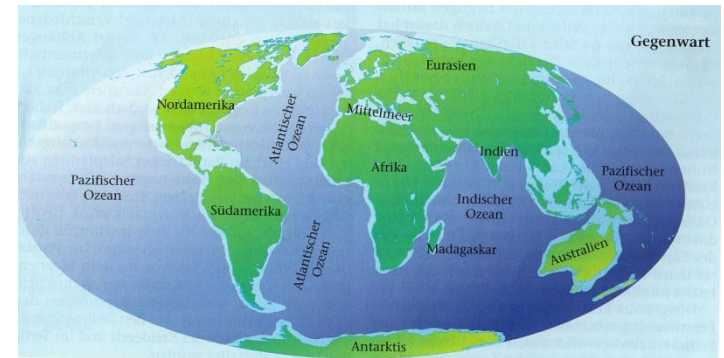 Gegenwart
Eurasien
Nordamerika
Mittelmeer
Atlantischer
Ozean
Indien
Afrika
Pazifischer
Ozean
Pazifischer
Ozean
Indischer
Ozean
Südamerika
Atlantischer
Ozean
Madagaskar
Australien
Antarktis